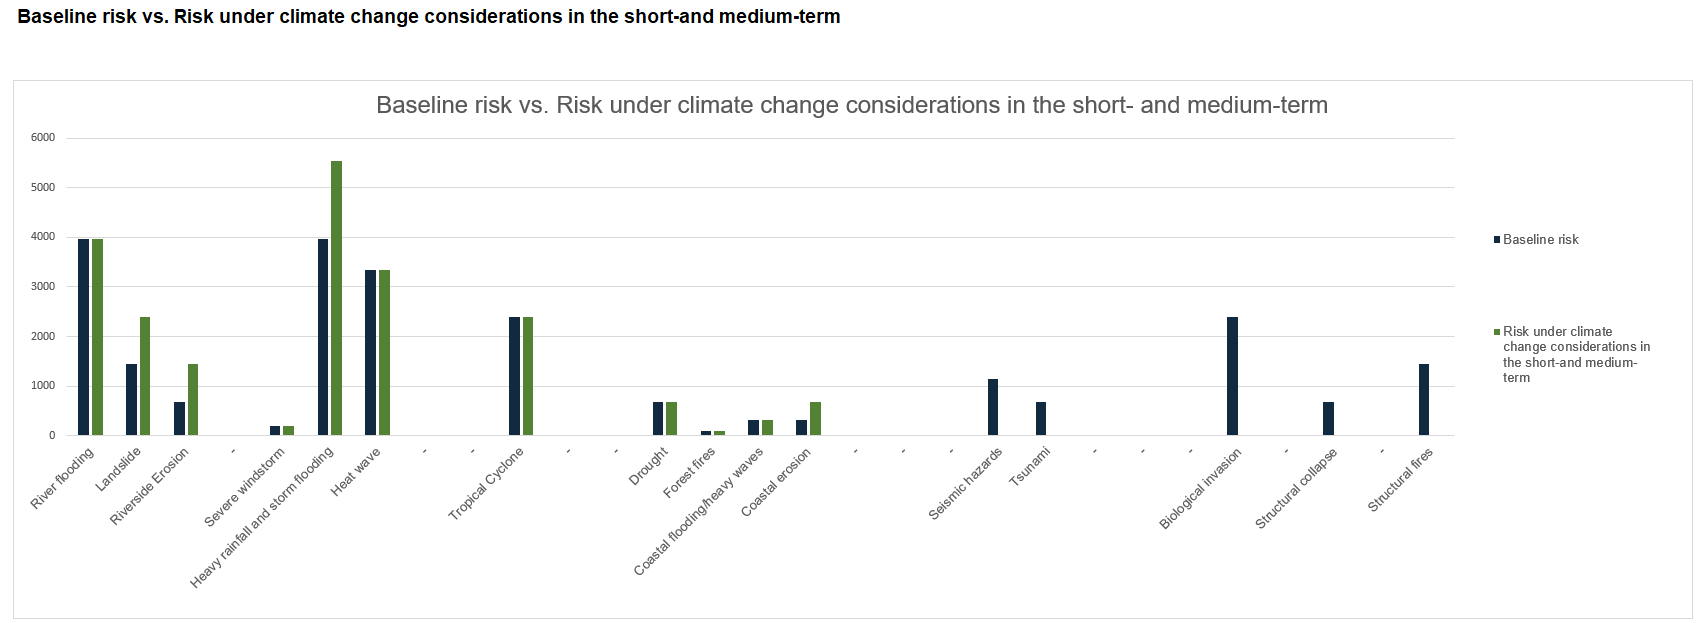 Baseline risk vs. Risk under climate change considerations in the short-and medium-term
Baseline risk vs. Risk under climate change considerations in the short- and medium-term
6000
5000
4000
3000
2000
1000
0
River flooding
Landslide
Riverside Erosion
-
Severe windstorm
Heavy rainfall and storm flooding
Heat wave
-
-
Tropical Cyclone
-
-
Drought
Forest fires
Coastal flooding/heavy waves
Coastal erosion
-
-
-
Seismic hazards
Tsunami
-
-
-
Biological invasion
-
Structural collapse
-
Structural fires
Baseline risk
Risk under climate
change considerations in
the short-and medium-
term